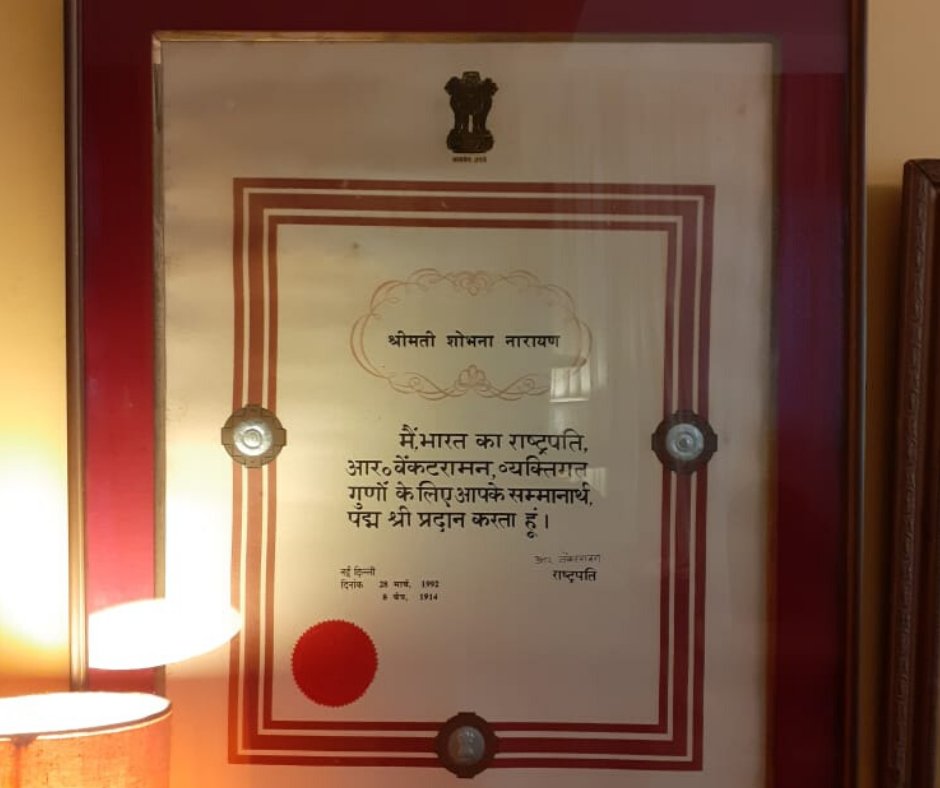 श्रीमती शोभना नारायण
मैं,भारत का राष्ट्रपति,
आर॰ वेंकटरामन, व्यक्तिगत
गुणों के लिए आपके सम्मानार्थ,
पद्म श्री प्रदान करता हूं।
राष्ट्रपति
नई दिल्ली
दिनांक 28 मार्च, 1992
8 चैत्र, 1914